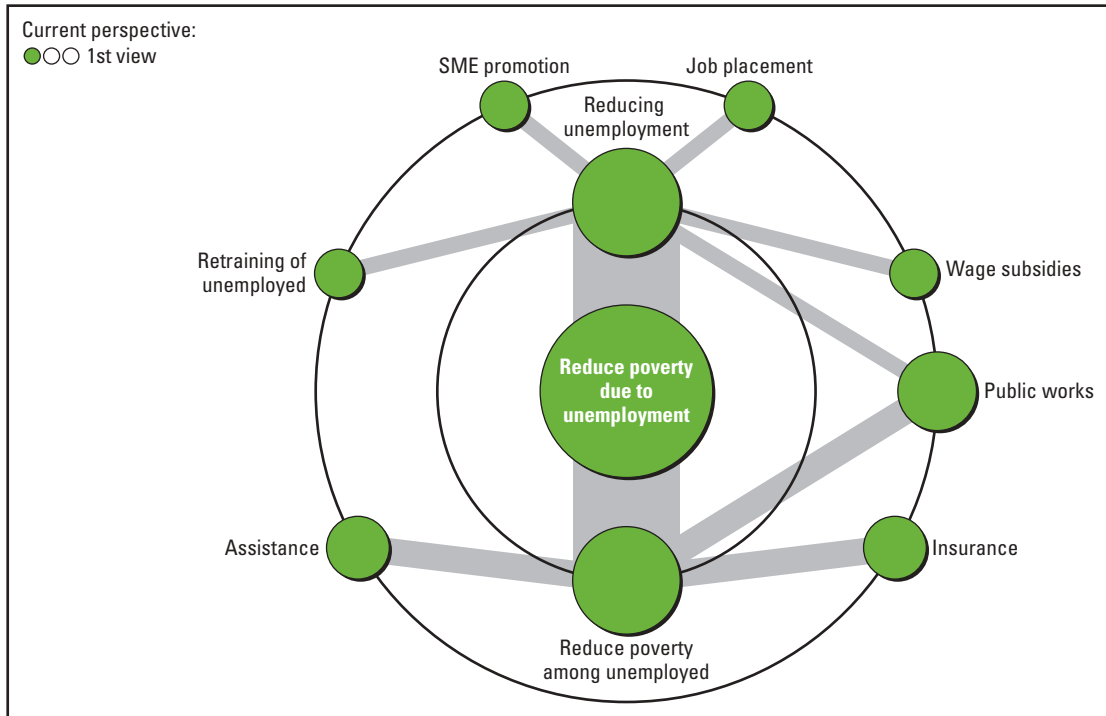 Current perspective:
1st view
SME promotion
Job placement
Reducing
unemployment
Retraining of
unemployed
Wage subsidies
Reduce poverty
due to
unemployment
Public works
Assistance
Insurance
Reduce poverty
among unemployed